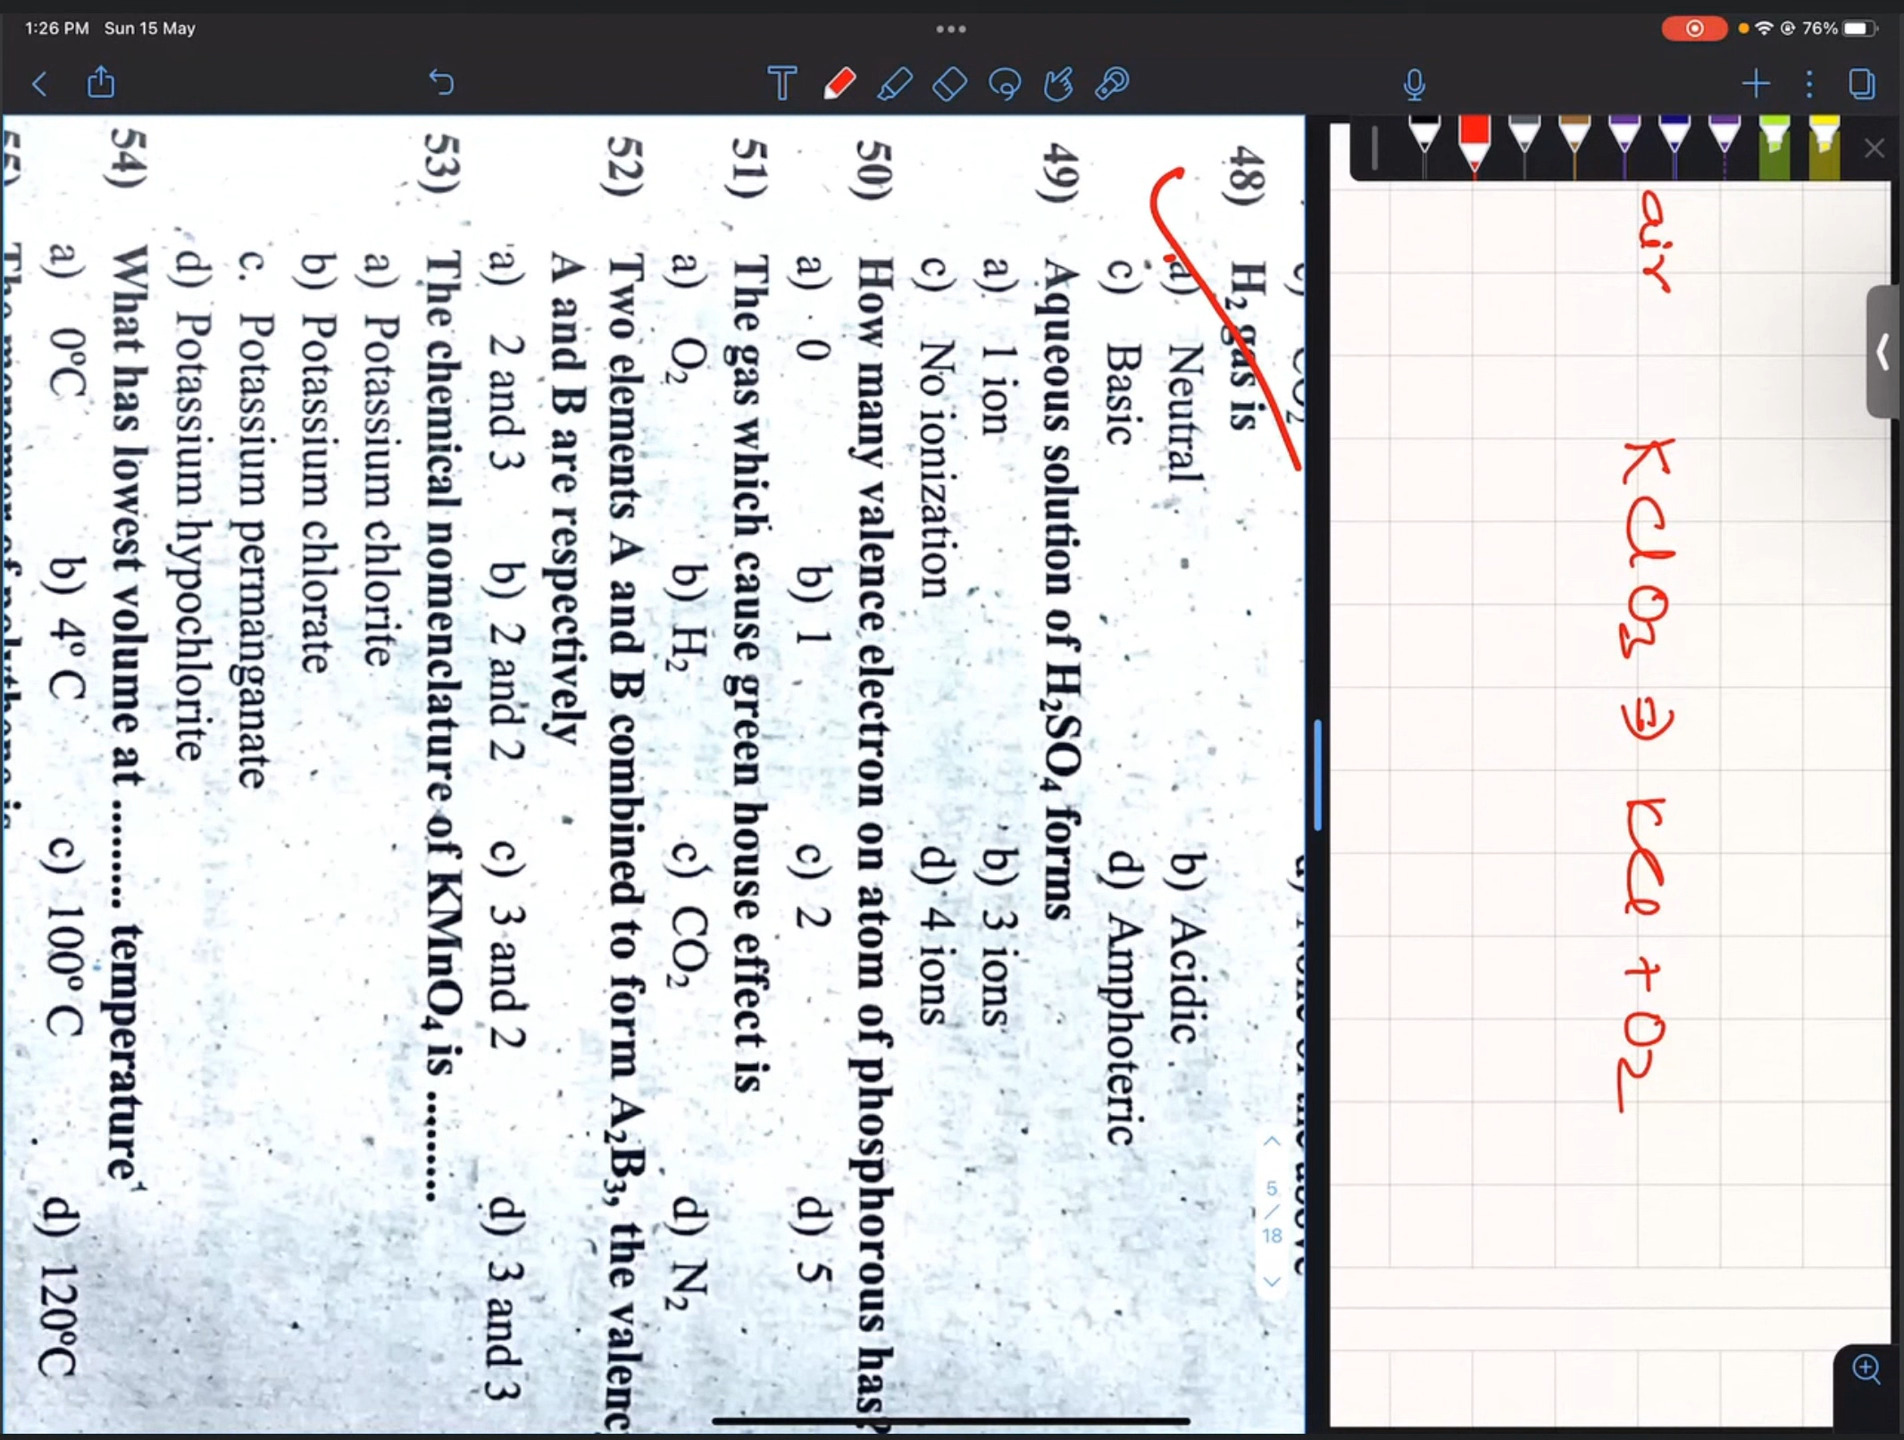 1:26 PM Sun 15 May
76%
48) H₂ gas is
a) Neutral b) Acidic
c) Basic d) Amphoteric
49) Aqueous solution of H₂SO₄ forms
a) 1 ion b) 3 ions
c) No ionization d) 4 ions
50) How many valence electron on atom of phosphorous has?
a) 0 b) 1 c) 2 d) 5
51) The gas which cause green house effect is
a) O₂ b) H₂ c) CO₂ d) N₂
52) Two elements A and B combined to form A₂B₃, the valenc
A and B are respectively
a) 2 and 3 b) 2 and 2 c) 3 and 2 d) 3 and 3
53) The chemical nomenclature of KMnO₄ is ........
a) Potassium chlorite
b) Potassium chlorate
c. Potassium permanganate
d) Potassium hypochlorite
54) What has lowest volume at ........ temperature
a) 0°C b) 4° C c) 100° C d) 120°C
55)
5 / 18
air
KClO₃ ⇒ KCl + O₂